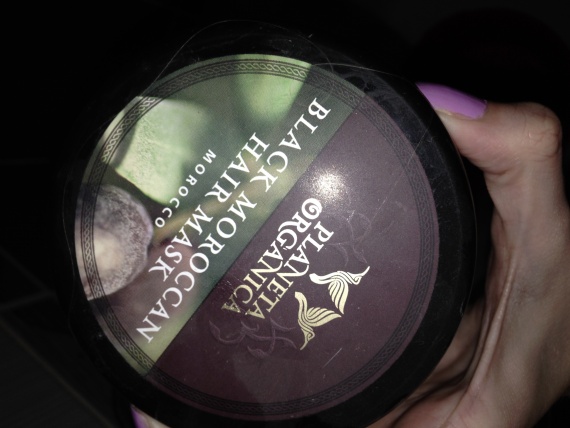 PLANETA
ORGANICA
BLACK MOROCCAN
HAIR MASK
MOROCCO